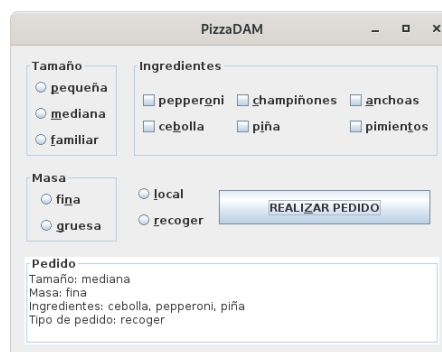 PizzaDAM
Tamaño
pequeña
mediana
familiar
Ingredientes
pepperoni champiñones anchoas
cebolla piña pimientos
Masa
fina
gruesa
local
recoger
REALIZAR PEDIDO
Pedido
Tamaño: mediana
Masa: fina
Ingredientes: cebolla, pepperoni, piña
Tipo de pedido: recoger